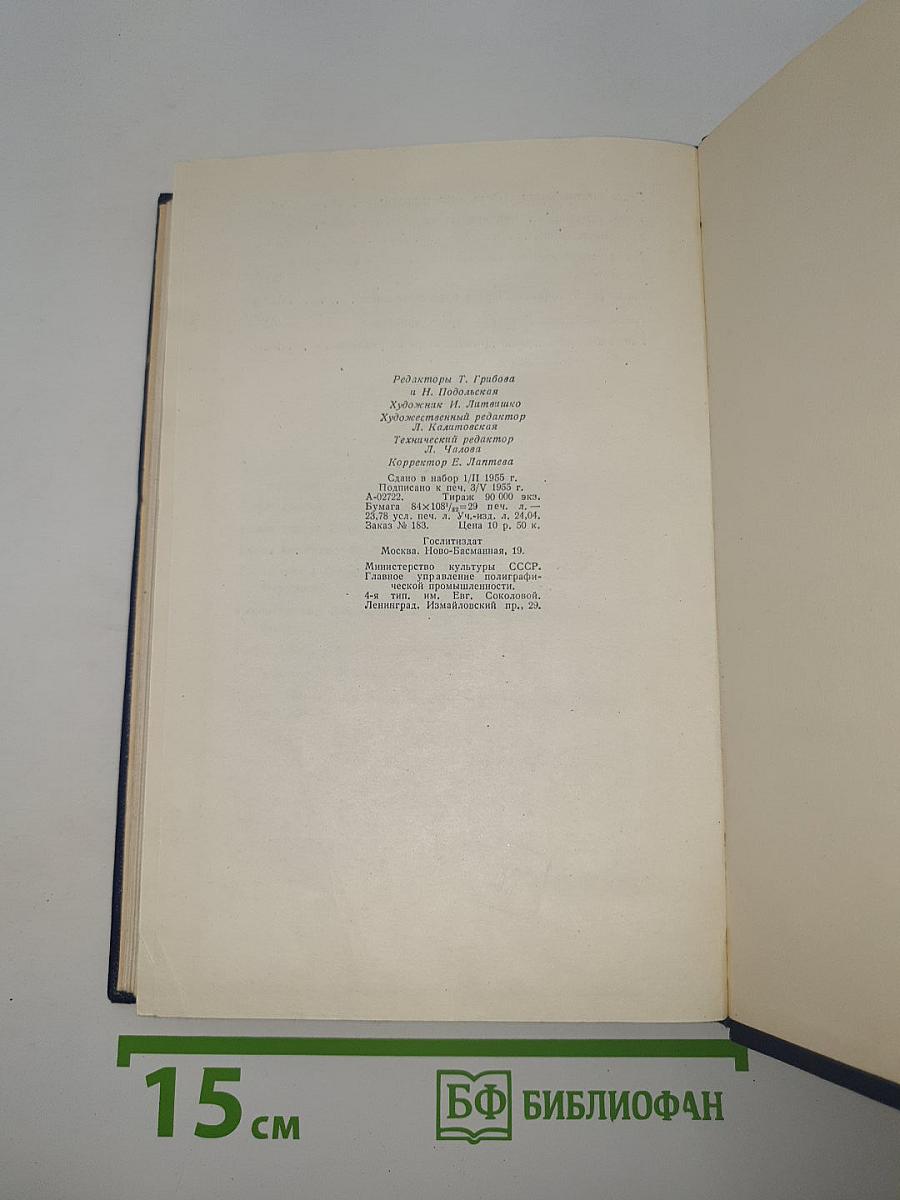 Редакторы Т. Грибова
и Н. Подольская
Художник И. Литвишко
Художественный редактор
Л. Калитовская
Технический редактор
Л. Чалова
Корректор Е. Лаптева
Сдано в набор 1/II 1955 г.
Подписано к печ. 3/V 1955 г.
А-02722. Тираж 90 000 экз.
Бумага 84×108¹/₃₂=29 печ. л.—
23,78 усл. печ. л. Уч.-изд. л. 24,04.
Заказ № 183. Цена 10 р. 50 к.
Гослитиздат
Москва. Ново-Басманная, 19.
Министерство культуры СССР.
Главное управление полиграфи-
ческой промышленности.
4-я тип. им. Евг. Соколовой.
Ленинград, Измайловский пр., 29.
15 см
БФ БИБЛИОФАН